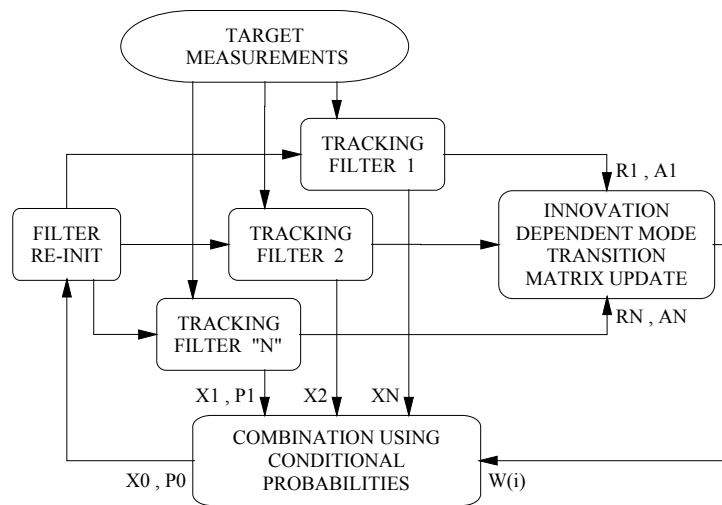 TARGET
MEASUREMENTS
TRACKING
FILTER 1
R1 , A1
FILTER
RE-INIT
TRACKING
FILTER 2
INNOVATION
DEPENDENT MODE
TRANSITION
MATRIX UPDATE
TRACKING
FILTER "N"
RN , AN
X1 , P1
X2
XN
COMBINATION USING
CONDITIONAL
PROBABILITIES
X0 , P0
W(i)